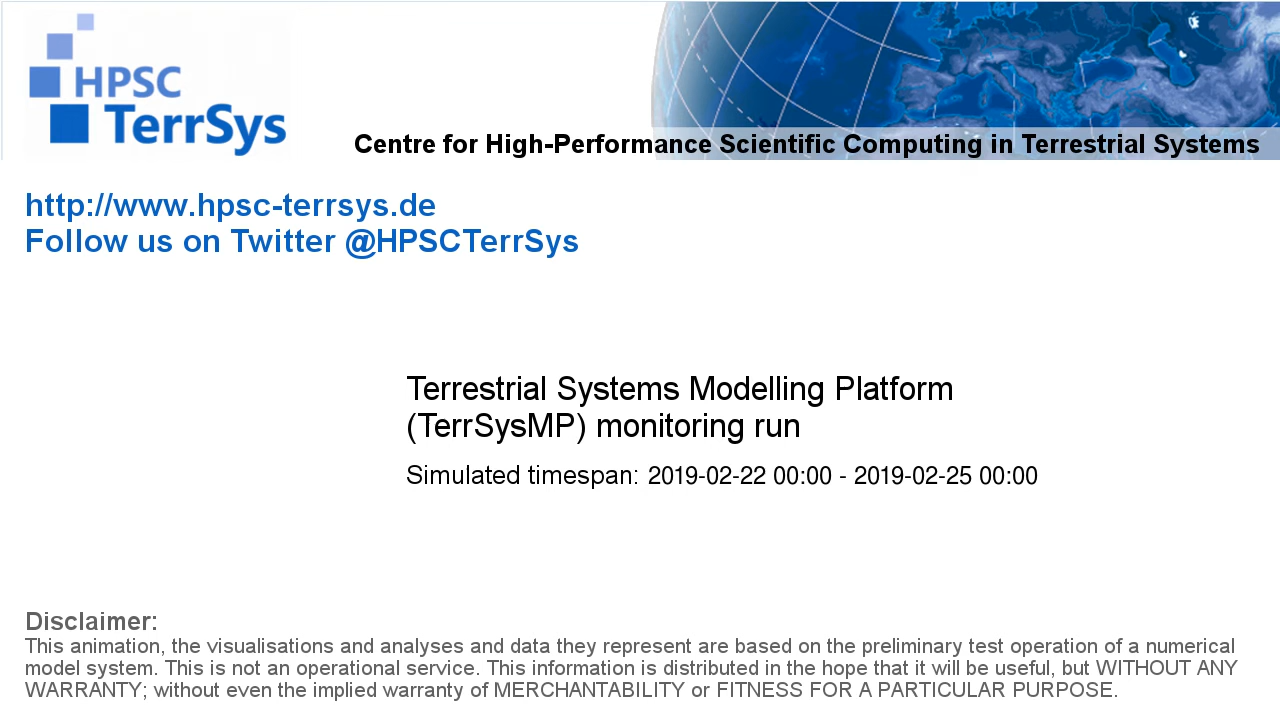 HPSC
TerrSys
Centre for High-Performance Scientific Computing in Terrestrial Systems
http://www.hpsc-terrsys.de
Follow us on Twitter @HPSCTerrSys
Terrestrial Systems Modelling Platform
(TerrSysMP) monitoring run
Simulated timespan: 2019-02-22 00:00 - 2019-02-25 00:00
Disclaimer:
This animation, the visualisations and analyses and data they represent are based on the preliminary test operation of a numerical
model system. This is not an operational service. This information is distributed in the hope that it will be useful, but WITHOUT ANY
WARRANTY; without even the implied warranty of MERCHANTABILITY or FITNESS FOR A PARTICULAR PURPOSE.